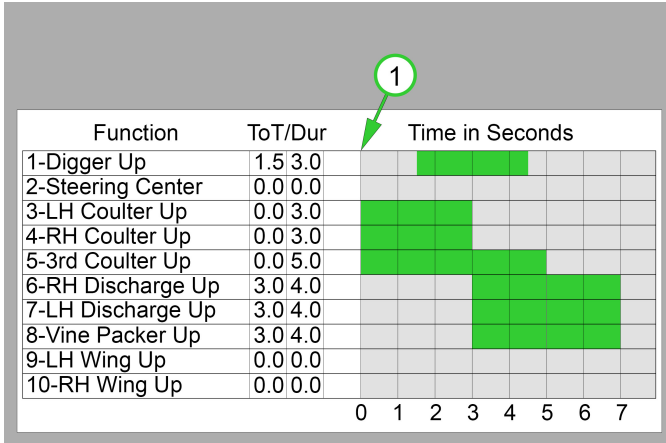 1
Function ToT/Dur Time in Seconds
1-Digger Up 1.5 3.0
2-Steering Center 0.0 0.0
3-LH Coulter Up 0.0 3.0
4-RH Coulter Up 0.0 3.0
5-3rd Coulter Up 0.0 5.0
6-RH Discharge Up 3.0 4.0
7-LH Discharge Up 3.0 4.0
8-Vine Packer Up 3.0 4.0
9-LH Wing Up 0.0 0.0
10-RH Wing Up 0.0 0.0
0 1 2 3 4 5 6 7